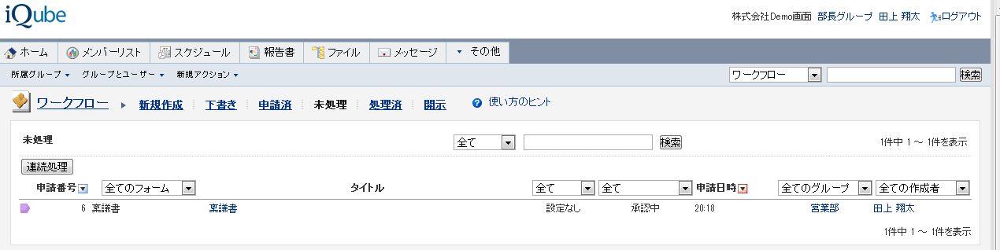 iQube
株式会社Demo画面 部長グループ 田上 翔太 ログアウト
ホーム メンバーリスト スケジュール 報告書 ファイル メッセージ その他
所属グループ グループとユーザー 新規アクション ワークフロー 検索
ワークフロー 新規作成 下書き 申請済 未処理 処理済 開示 ? 使い方のヒント
未処理 全て 検索 1件中 1 ～ 1件を表示
連続処理
申請番号 全てのフォーム タイトル 全て 全て 申請日時 全てのグループ 全ての作成者
6 稟議書 稟議書 設定なし 承認中 20:18 営業部 田上 翔太
1件中 1 ～ 1件を表示